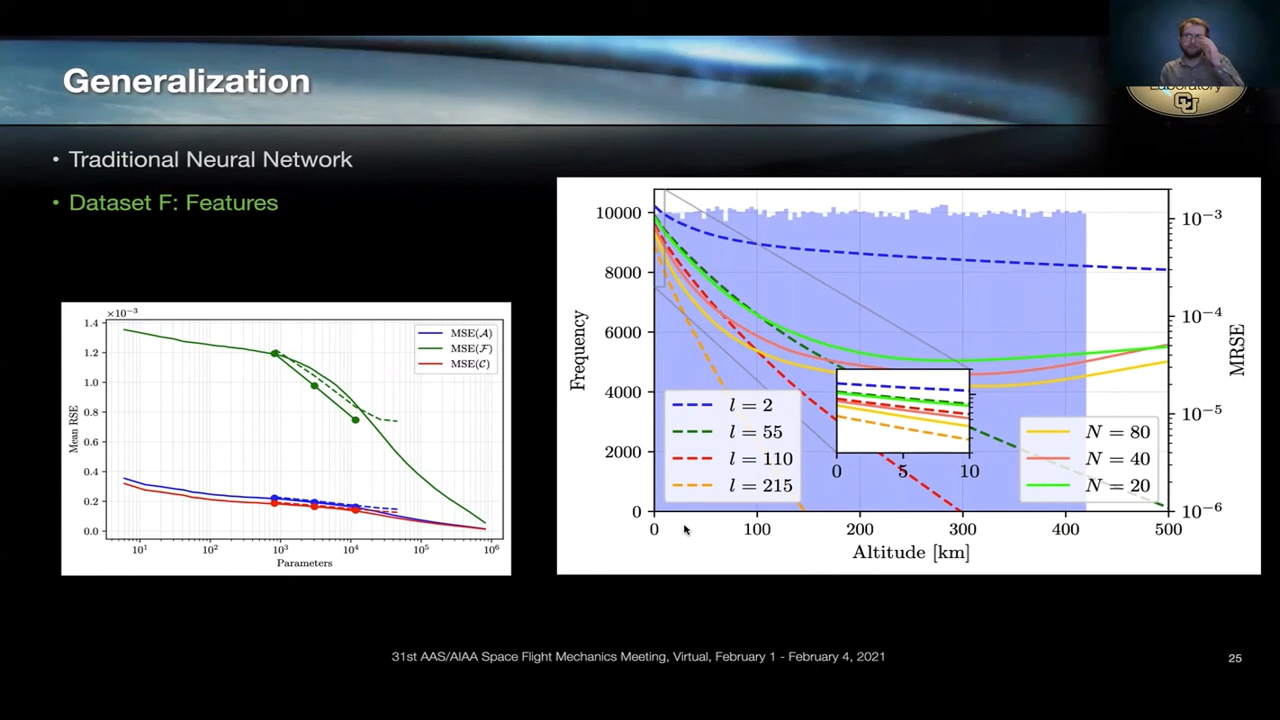 Generalization
Laboratory
CU
• Traditional Neural Network
• Dataset F: Features
×10⁻³
1.4
1.2
1.0
0.8
0.6
0.4
0.2
0.0
Mean RSE
MSE(𝒜)
MSE(ℱ)
MSE(𝒞)
10¹ 10² 10³ 10⁴ 10⁵ 10⁶
Parameters
10000
8000
6000
4000
2000
0
Frequency
l = 2
l = 55
l = 110
l = 215
0 5 10
N = 80
N = 40
N = 20
10⁻³
10⁻⁴
10⁻⁵
10⁻⁶
MRSE
0 100 200 300 400 500
Altitude [km]
31st AAS/AIAA Space Flight Mechanics Meeting, Virtual, February 1 - February 4, 2021
25